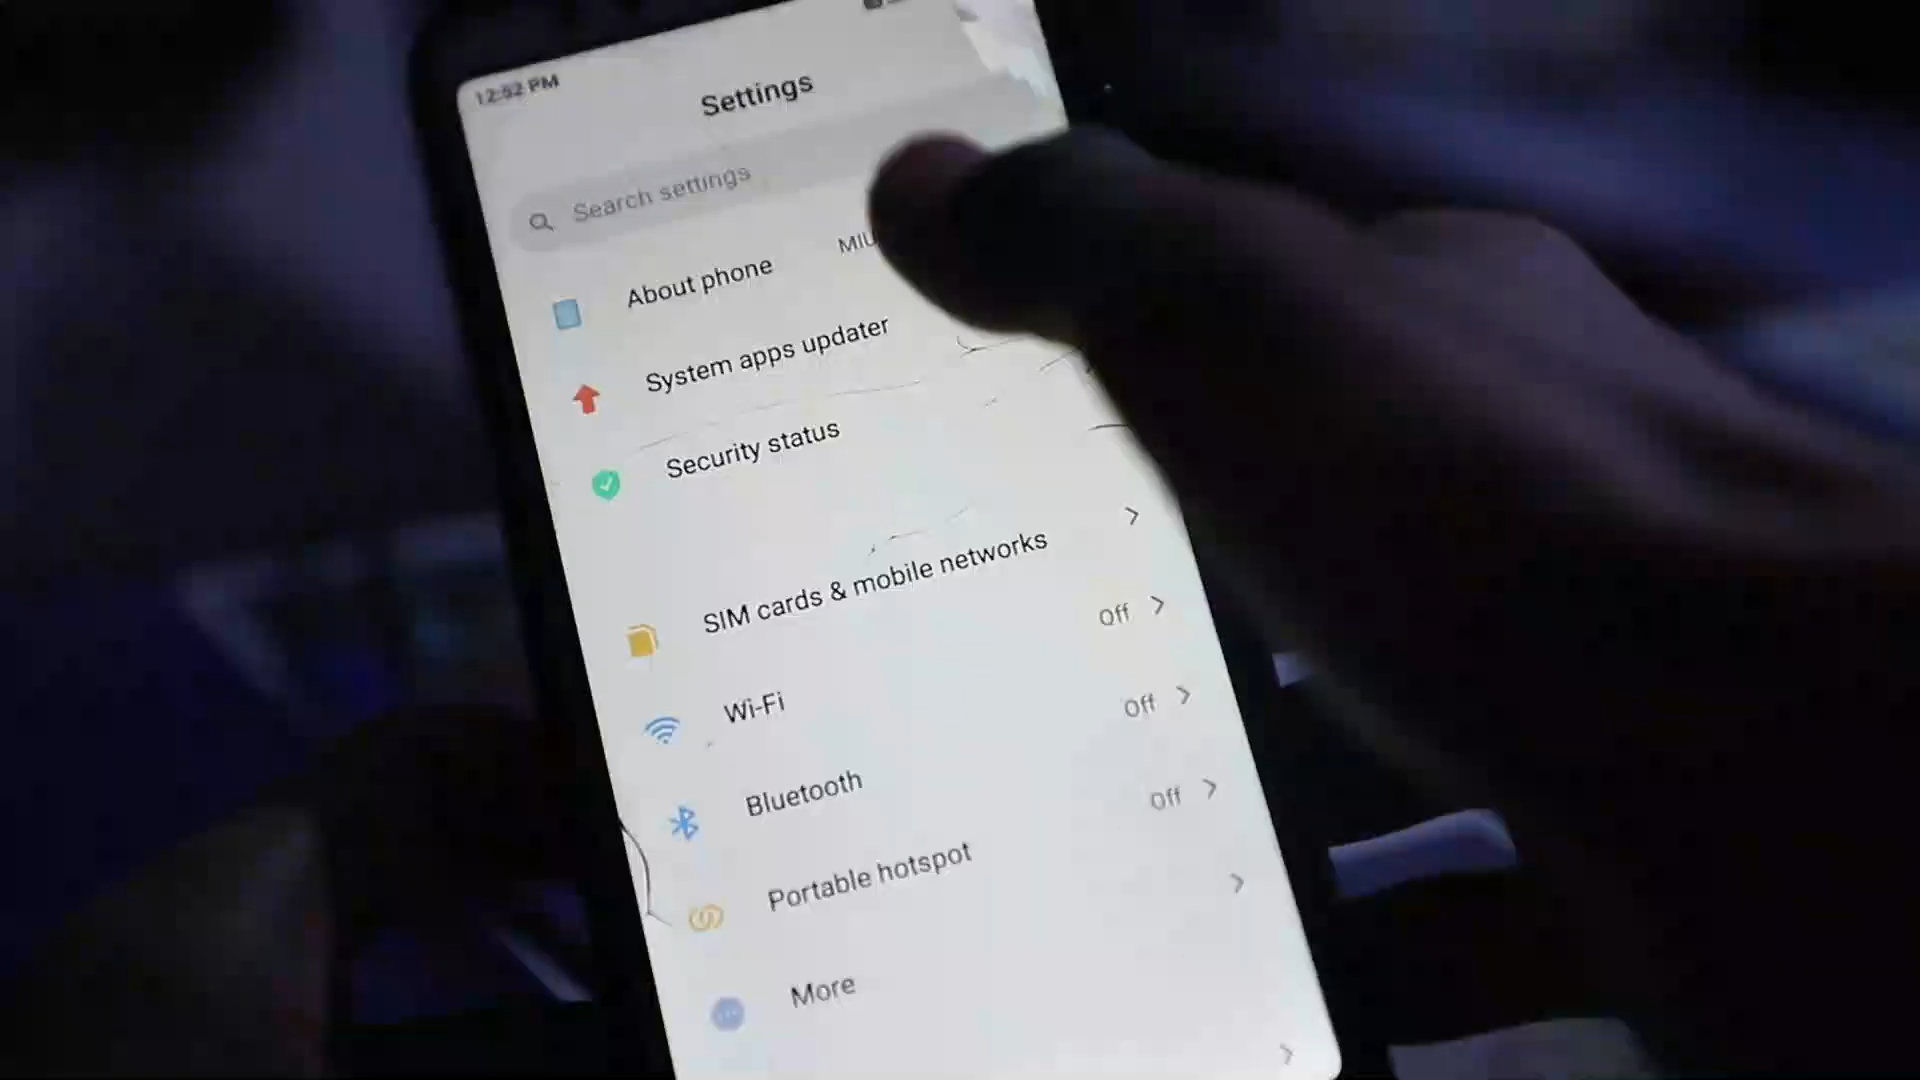 12:52 PM
Settings
Search settings
About phone
System apps updater
Security status
SIM cards & mobile networks
Wi-Fi Off
Bluetooth Off
Portable hotspot Off
More